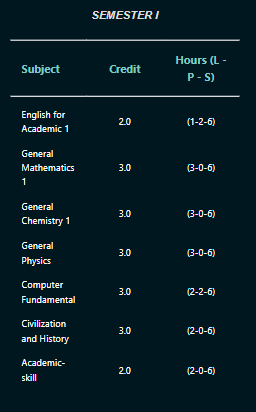 SEMESTER I
Subject Credit Hours (L -
P - S)
English for
Academic 1 2.0 (1-2-6)
General
Mathematics 3.0 (3-0-6)
1
General
Chemistry 1 3.0 (3-0-6)
General
Physics 3.0 (3-0-6)
Computer
Fundamental 3.0 (2-2-6)
Civilization
and History 3.0 (2-0-6)
Academic-
skill 2.0 (2-0-6)